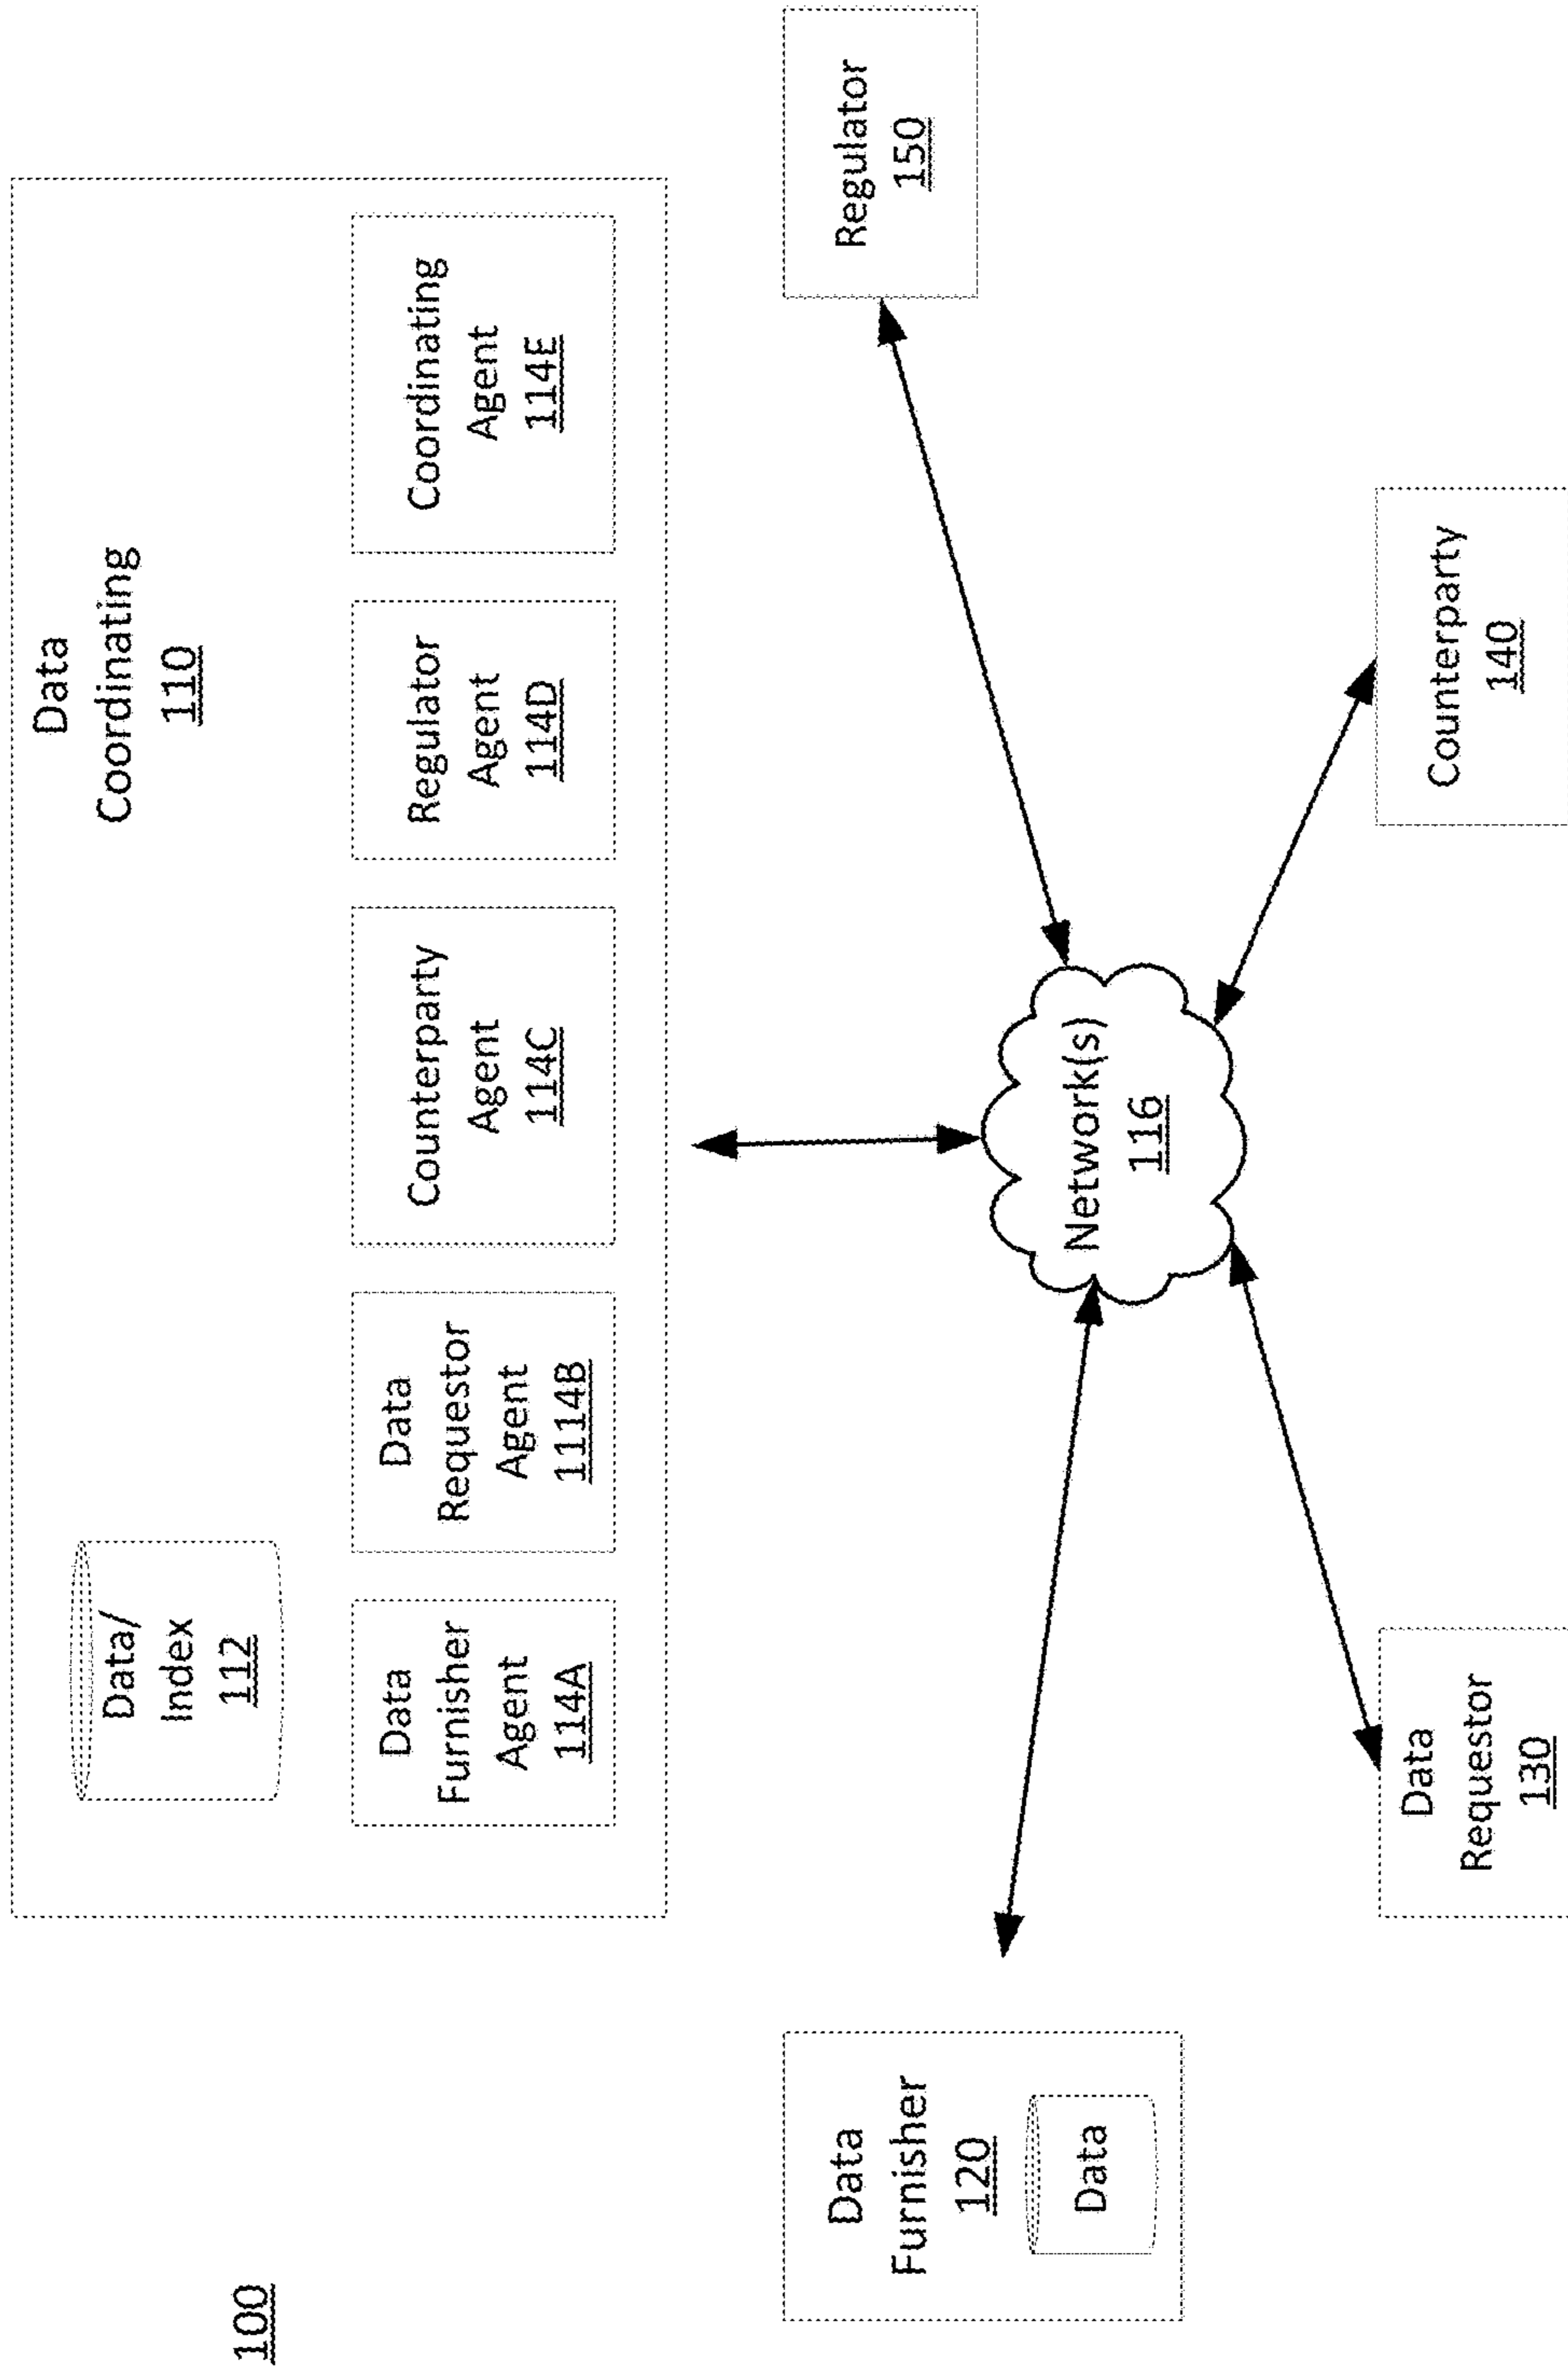 100
Data
Coordinating
110
Data/
Index
112
Data
Furnisher
Agent
114A
Data
Requestor
Agent
1114B
Counterparty
Agent
114C
Regulator
Agent
114D
Coordinating
Agent
114E
Data
Furnisher
120
Data
Network(s)
116
Regulator
150
Data
Requestor
130
Counterparty
140